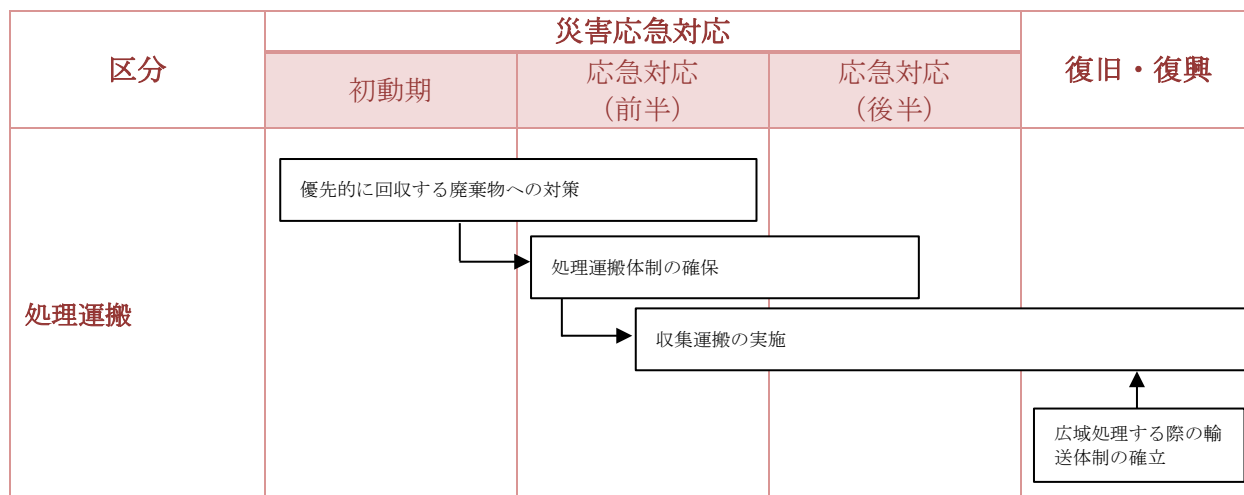 区分
災害応急対応
復旧・復興
初動期
応急対応
(前半)
応急対応
(後半)
処理運搬
優先的に回収する廃棄物への対策
処理運搬体制の確保
収集運搬の実施
広域処理する際の輸
送体制の確立